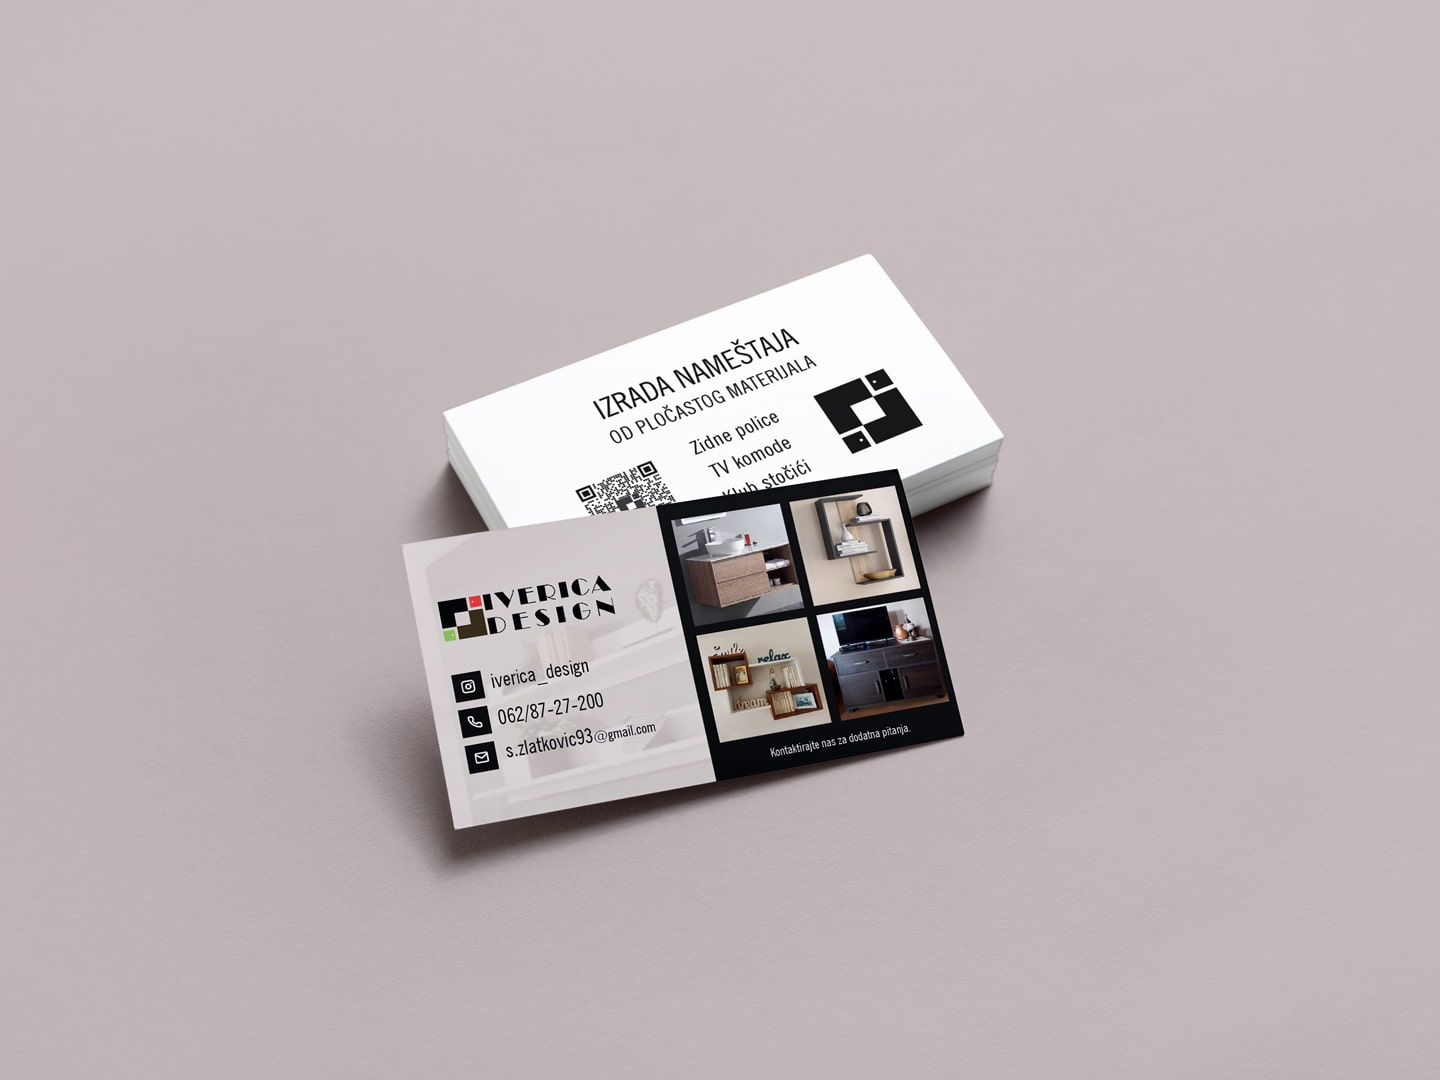 IZRADA NAMEŠTAJA
OD PLOČASTOG MATERIJALA
Zidne police
TV komode
Klub stočići
IVERICA
DESIGN
iverica_design
062/87-27-200
s.zlatkovic93@gmail.com
relax
dream
Kontaktirajte nas za dodatna pitanja.